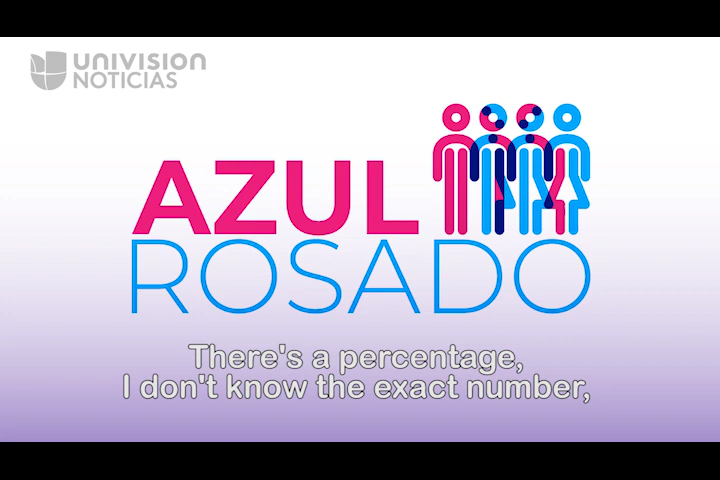 UNIVISION
NOTICIAS
AZUL
ROSADO
There's a percentage,
I don't know the exact number,